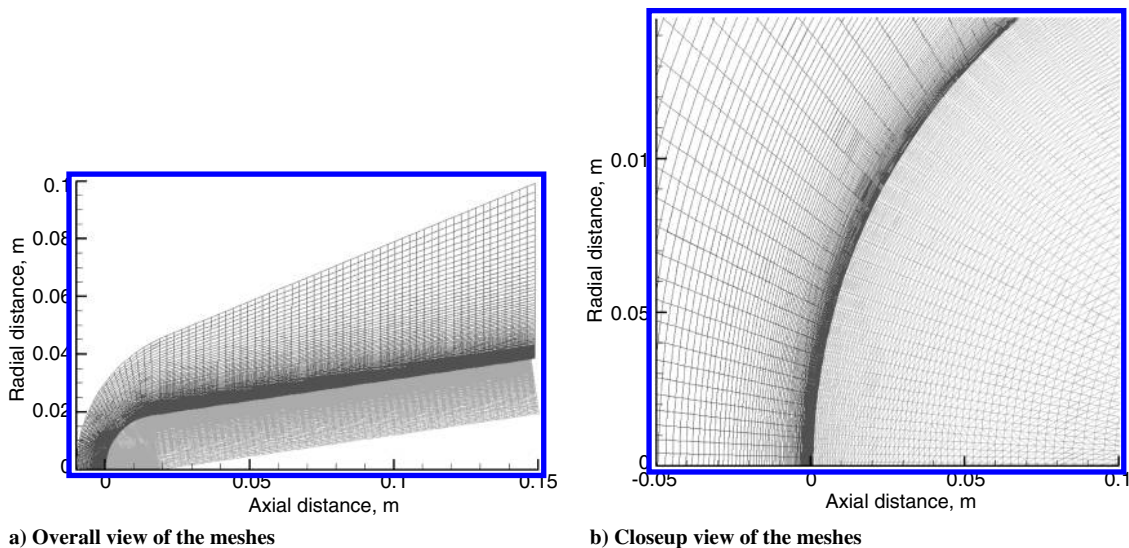 0.1
0.08
0.06
0.04
0.02
0
0 0.05 0.1 0.15
Radial distance, m
Axial distance, m
a) Overall view of the meshes
0.01
0.05
0
-0.05 0 0.05 0.1
Radial distance, m
Axial distance, m
b) Closeup view of the meshes